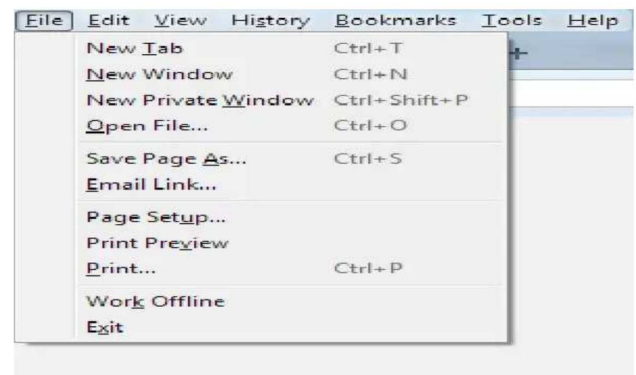 File Edit View History Bookmarks Tools Help
New Tab Ctrl+T
New Window Ctrl+N
New Private Window Ctrl+Shift+P
Open File... Ctrl+O
Save Page As... Ctrl+S
Email Link...
Page Setup...
Print Preview
Print... Ctrl+P
Work Offline
Exit